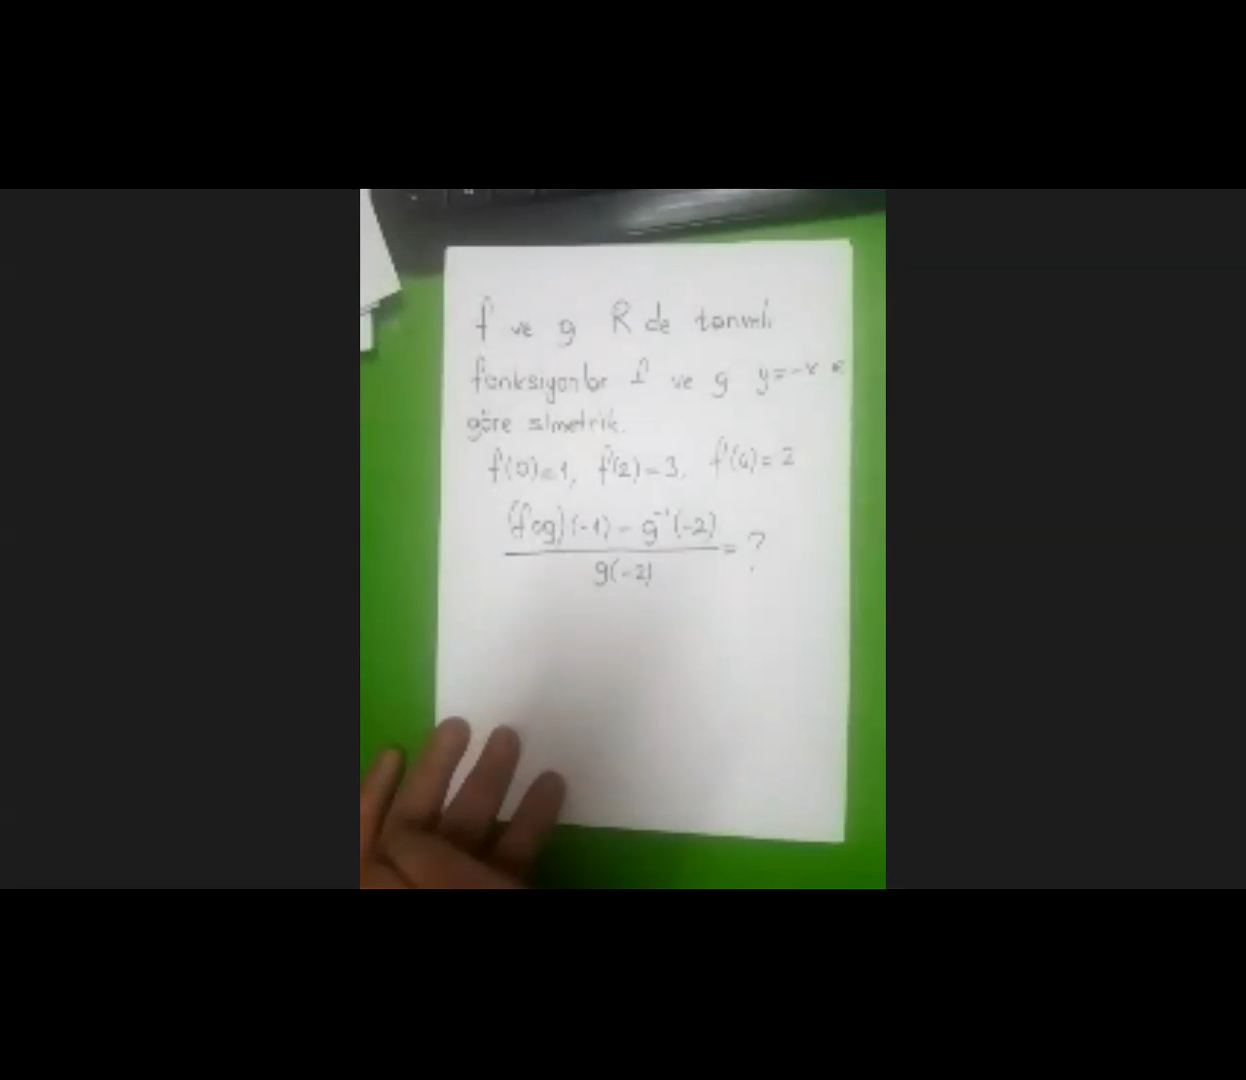 f ve g R de tanımlı
fonksiyonlar f ve g y=-x e
göre simetrik.
f(0)=1, f(2)=3, f(4)=2
(fog)(-1) - g⁻¹(-2)
= ?
g(-2)